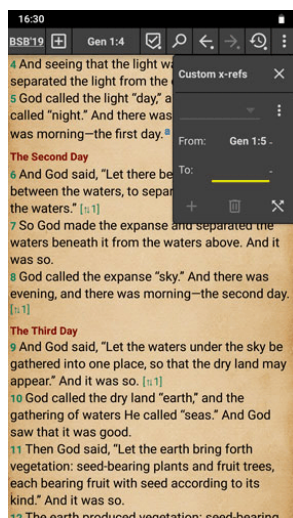 16:30
BSB'19 Gen 1:4
Custom x-refs
From: Gen 1:5
To: -
4 And seeing that the light wa
separated the light from the
5 God called the light “day,” a
called “night.” And there was
was morning—the first day. a
The Second Day
6 And God said, “Let there be
between the waters, to separ
the waters.” [⇅1]
7 So God made the expanse and separated the
waters beneath it from the waters above. And it
was so.
8 God called the expanse “sky.” And there was
evening, and there was morning—the second day.
[⇅1]
The Third Day
9 And God said, “Let the waters under the sky be
gathered into one place, so that the dry land may
appear.” And it was so. [⇅1]
10 God called the dry land “earth,” and the
gathering of waters He called “seas.” And God
saw that it was good.
11 Then God said, “Let the earth bring forth
vegetation: seed-bearing plants and fruit trees,
each bearing fruit with seed according to its
kind.” And it was so.
12 The earth produced vegetation: seed-bearing